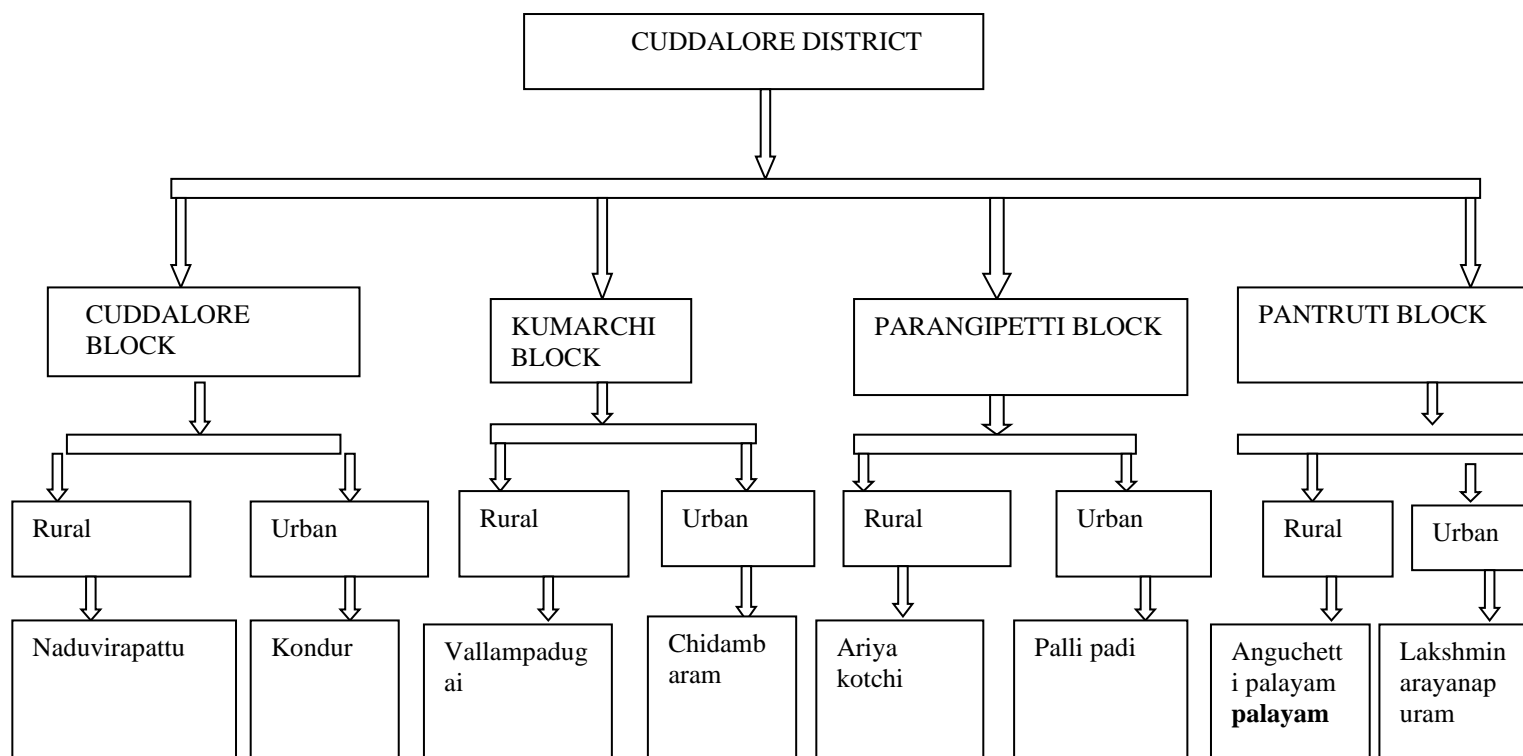 CUDDALORE DISTRICT
CUDDALORE
BLOCK
KUMARCHI
BLOCK
PARANGIPETTI BLOCK
PANTRUTI BLOCK
Rural
Urban
Rural
Urban
Rural
Urban
Rural
Urban
Naduvirapattu
Kondur
Vallampadug
ai
Chidamb
aram
Ariya
kotchi
Palli padi
Anguchett
i palayam
palayam
Lakshmin
arayanap
uram